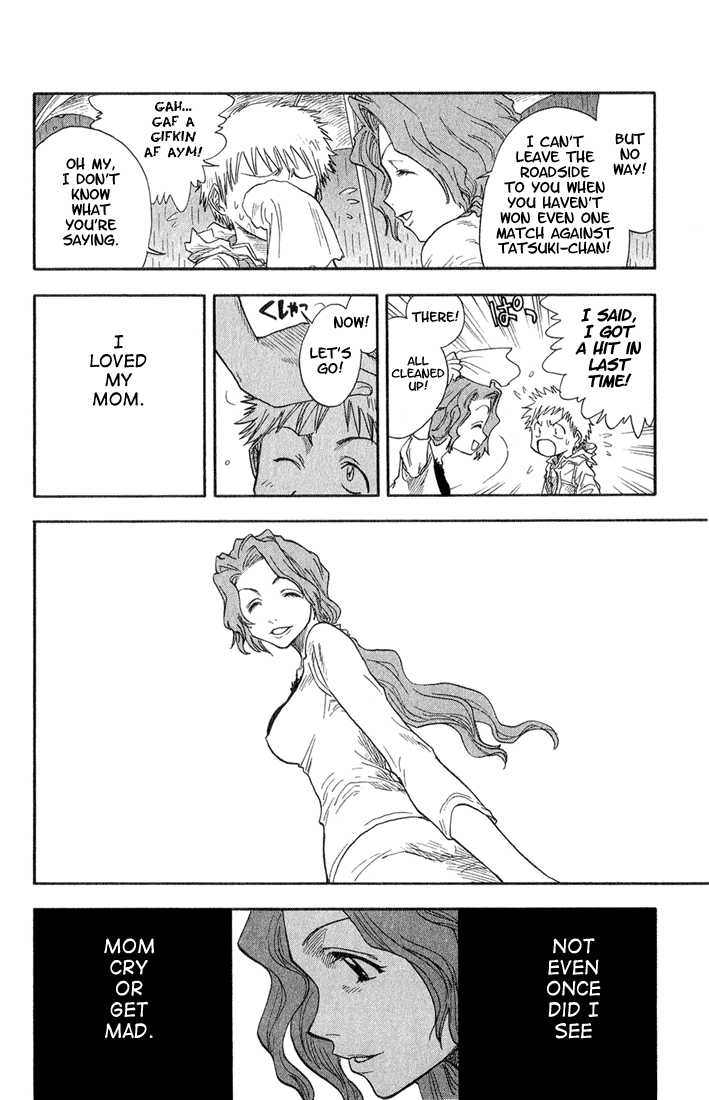 BUT
NO
WAY!
I CAN'T
LEAVE THE
ROADSIDE
TO YOU WHEN
YOU HAVEN'T
WON EVEN ONE
MATCH AGAINST
TATSUKI-CHAN!
GAH...
GAF A
GIFKIN
AF AYM!
OH MY,
I DON'T
KNOW
WHAT
YOU'RE
SAYING.
I SAID,
I GOT
A HIT IN
LAST
TIME!
ぱっ
THERE!
ALL
CLEANED
UP!
くしゃっ
NOW!
LET'S
GO!
I
LOVED
MY
MOM.
NOT
EVEN
ONCE
DID I
SEE
MOM
CRY
OR
GET
MAD.